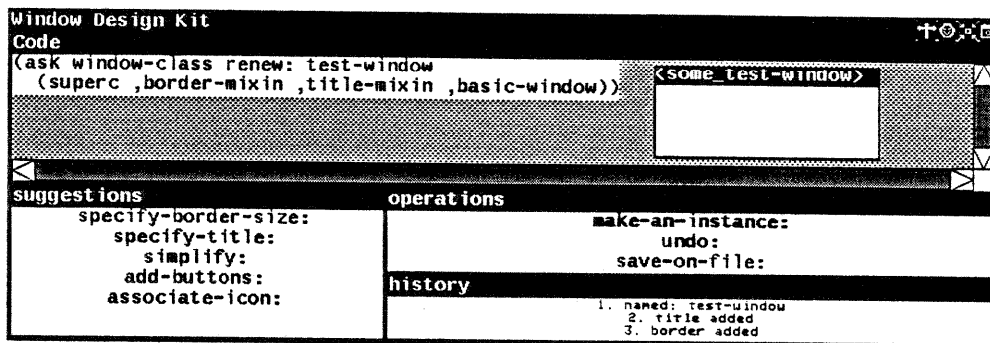 Window Design Kit
Code
(ask window-class renew: test-window
(superc ,border-mixin ,title-mixin ,basic-window))
<some_test-window>
suggestions
specify-border-size:
specify-title:
simplify:
add-buttons:
associate-icon:
operations
make-an-instance:
undo:
save-on-file:
history
1. named: test-window
2. title added
3. border added